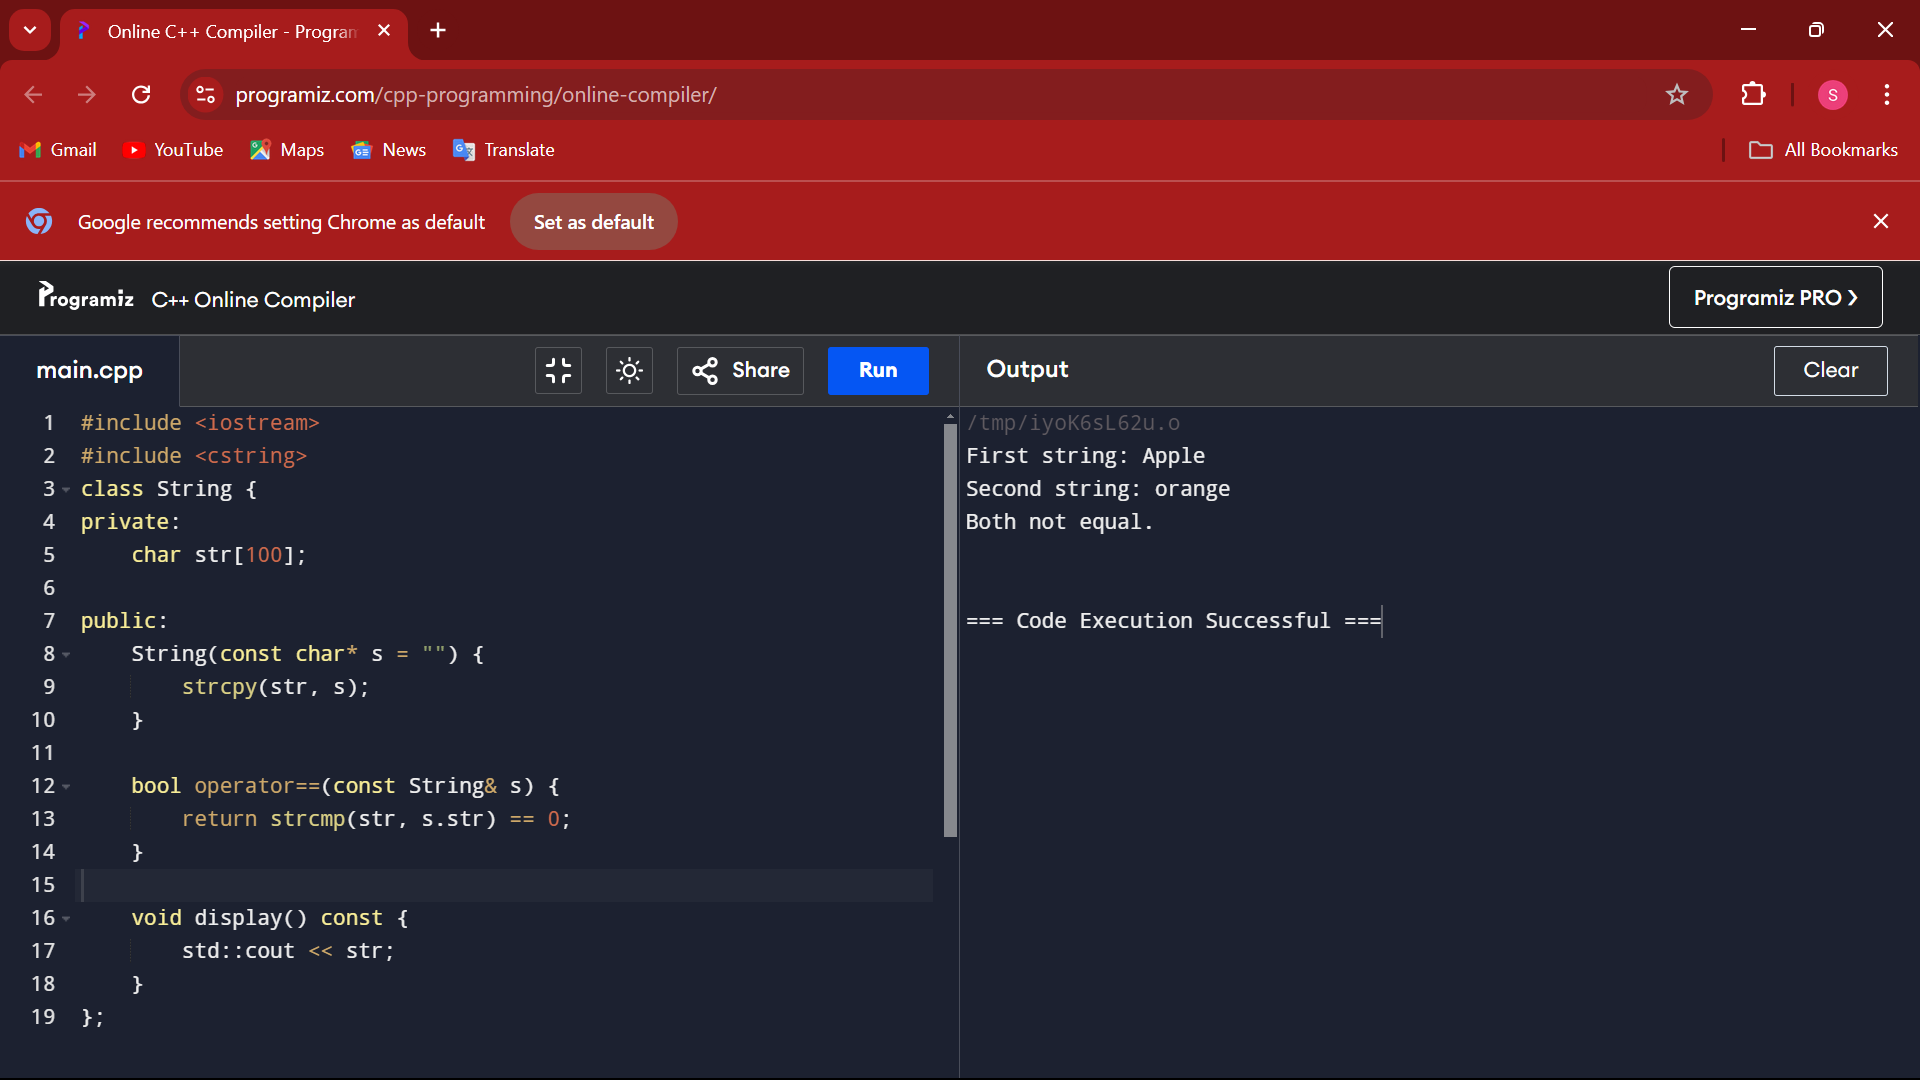 Online C++ Compiler - Program
programiz.com/cpp-programming/online-compiler/
S
Gmail
YouTube
Maps
News
Translate
All Bookmarks
Google recommends setting Chrome as default
Set as default
Programiz
C++ Online Compiler
Programiz PRO >
main.cpp
Share
Run
Output
Clear
1 #include <iostream>
2 #include <cstring>
3 class String {
4 private:
5     char str[100];
6
7 public:
8     String(const char* s = "") {
9         strcpy(str, s);
10     }
11
12     bool operator==(const String& s) {
13         return strcmp(str, s.str) == 0;
14     }
15
16     void display() const {
17         std::cout << str;
18     }
19 };
/tmp/iyoK6sL62u.o
First string: Apple
Second string: orange
Both not equal.
=== Code Execution Successful ===